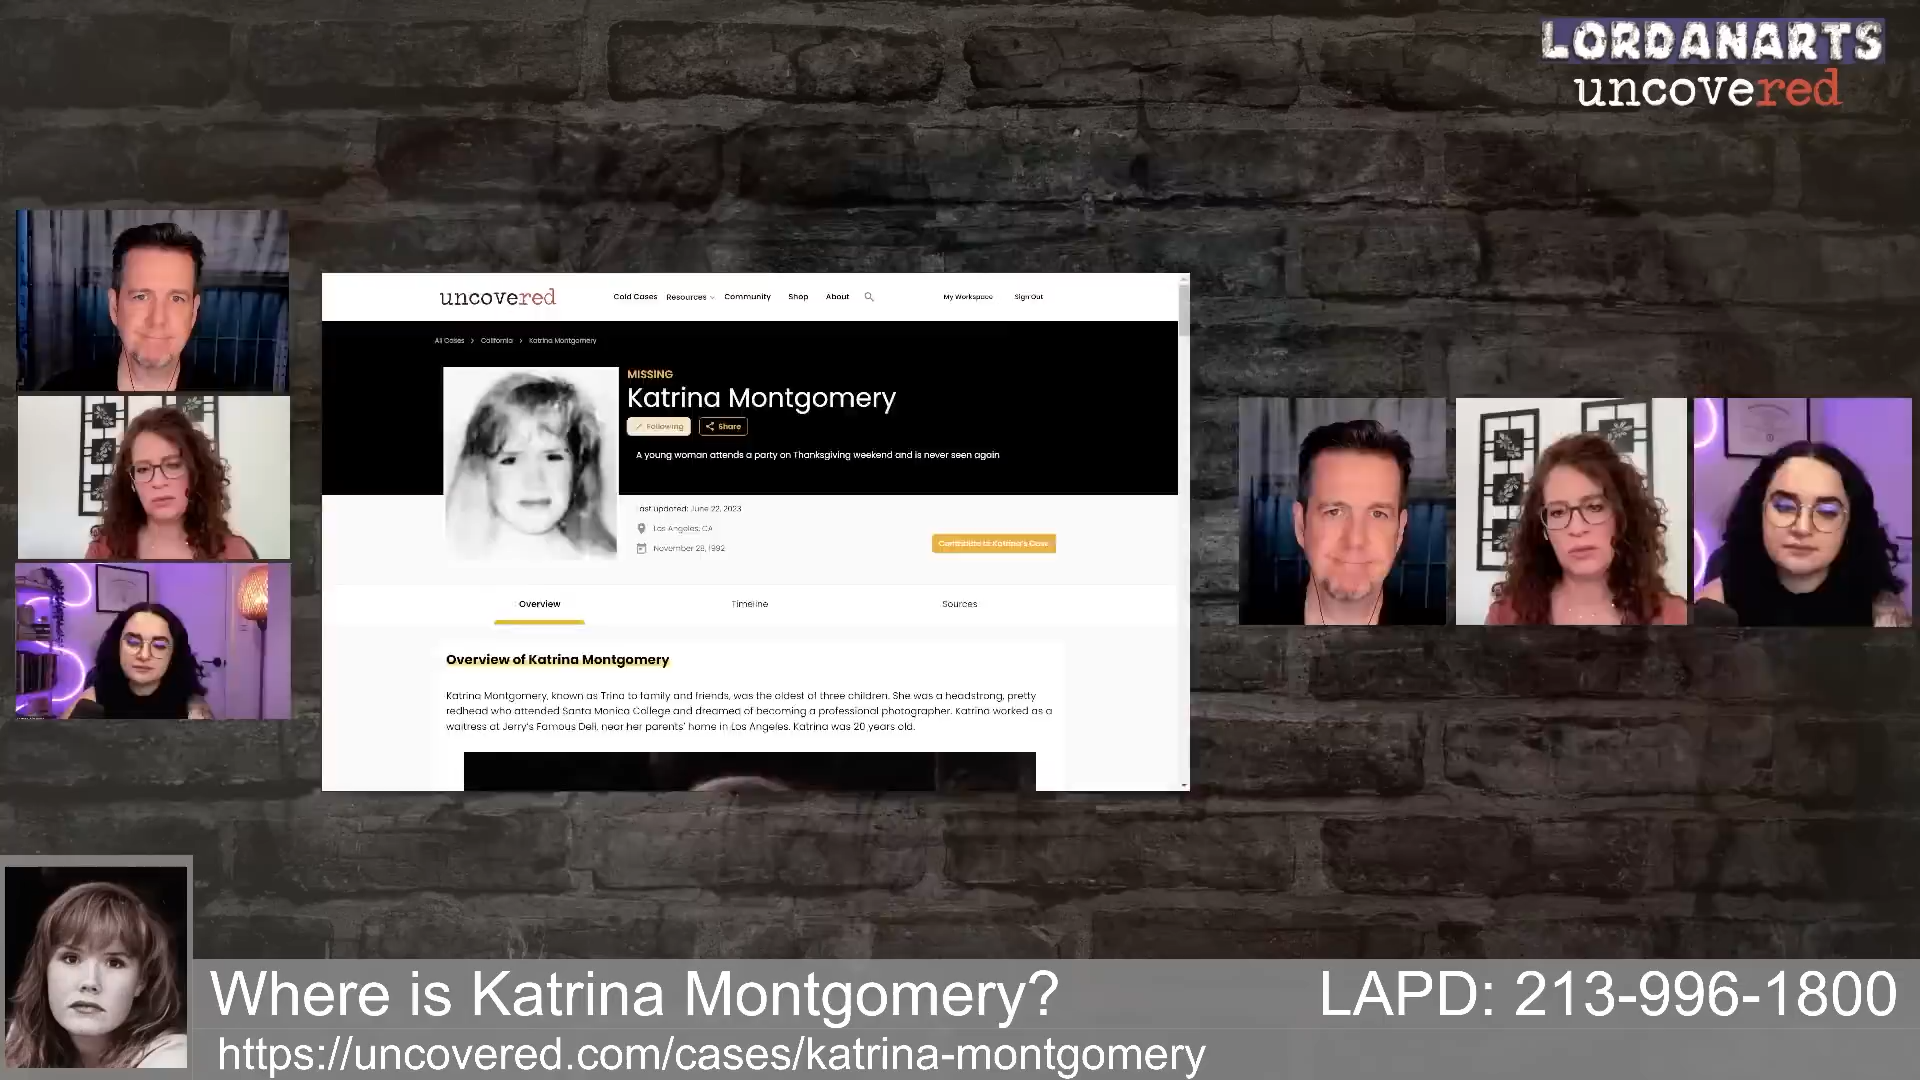 LORDANARTS
uncovered
uncovered
Cold Cases Resources Community Shop About My Workspace Sign Out
All Cases > California > Katrina Montgomery
MISSING
Katrina Montgomery
Following Share
A young woman attends a party on Thanksgiving weekend and is never seen again
Last updated: June 22, 2023
Los Angeles, CA
November 28, 1992
Contribute to Katrina's Case
Overview Timeline Sources
Overview of Katrina Montgomery
Katrina Montgomery, known as Trina to family and friends, was the oldest of three children. She was a headstrong, pretty
redhead who attended Santa Monica College and dreamed of becoming a professional photographer. Katrina worked as a
waitress at Jerry's Famous Deli, near her parents' home in Los Angeles. Katrina was 20 years old.
Where is Katrina Montgomery? LAPD: 213-996-1800
https://uncovered.com/cases/katrina-montgomery